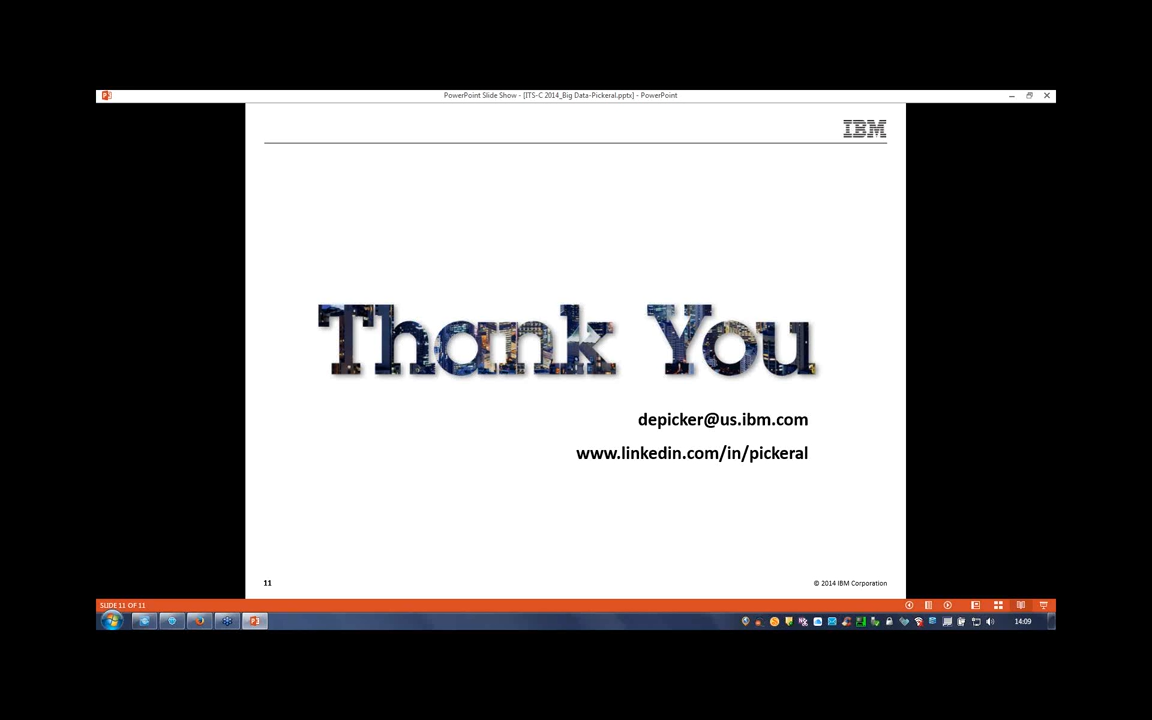 PowerPoint Slide Show - [ITS-C 2014_Big Data-Pickeral.pptx] - PowerPoint
IBM
Thank You
depicker@us.ibm.com
www.linkedin.com/in/pickeral
11
© 2014 IBM Corporation
SLIDE 11 OF 11
14:09